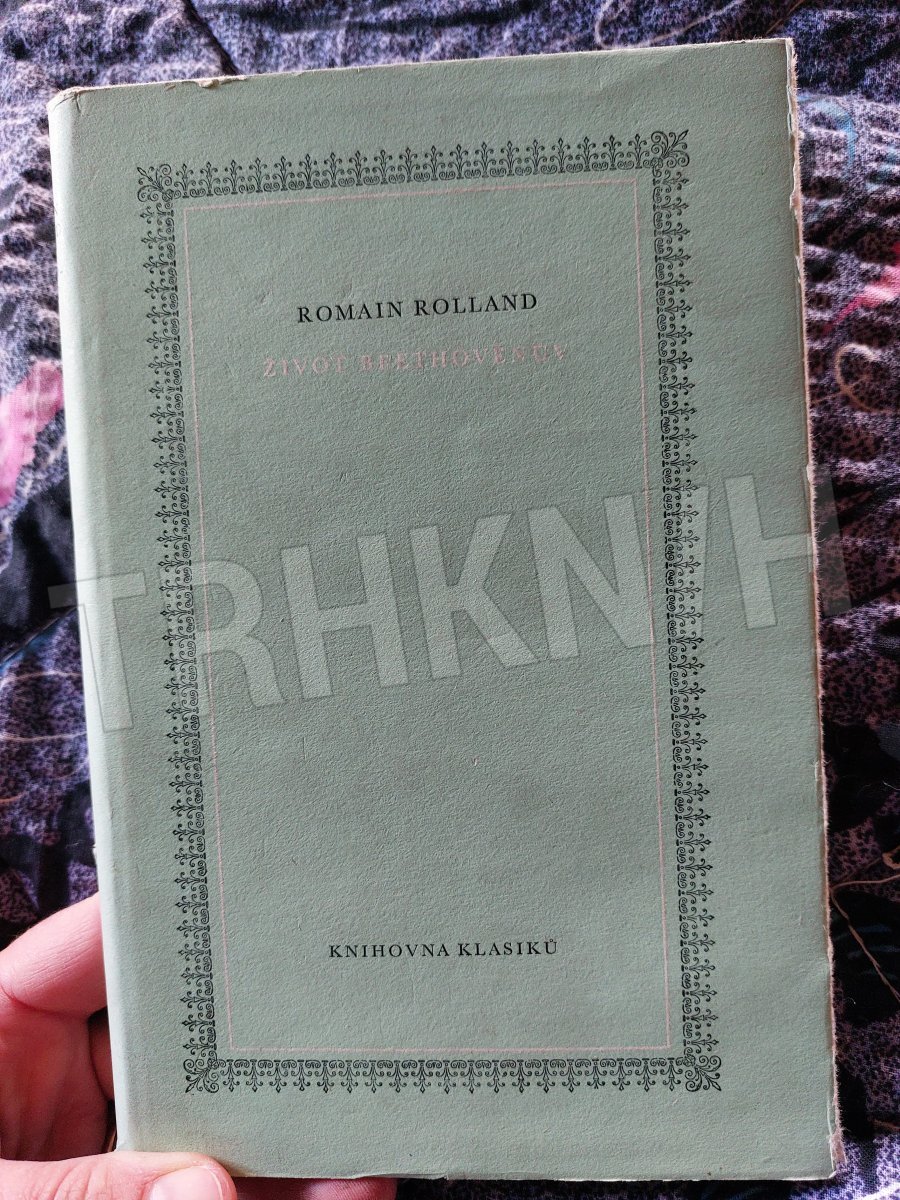 ROMAIN ROLLAND
ŽIVOT BEETHOVENŮV
TRHKNIH
KNIHOVNA KLASIKŮ